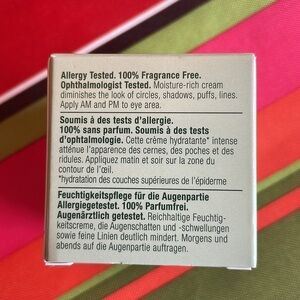 Allergy Tested. 100% Fragrance Free.
Ophthalmologist Tested. Moisture-rich cream
diminishes the look of circles, shadows, puffs, lines.
Apply AM and PM to eye area.
Soumis à des tests d'allergie.
100% sans parfum. Soumis à des tests
d'ophtalmologie. Cette crème hydratante* intense
atténue l'apparence des cernes, des poches et des
ridules. Appliquez matin et soir sur la zone du
contour de l'œil.
*hydratation des couches supérieures de l'épiderme
Feuchtigkeitspflege für die Augenpartie
Allergiegetestet. 100% Parfumfrei.
Augenärztlich getestet. Reichhaltige Feuchtig-
keitscreme, die Augenschatten und -schwellungen
sowie feine Linien deutlich mindert. Morgens und
abends auf die Augenpartie auftragen.